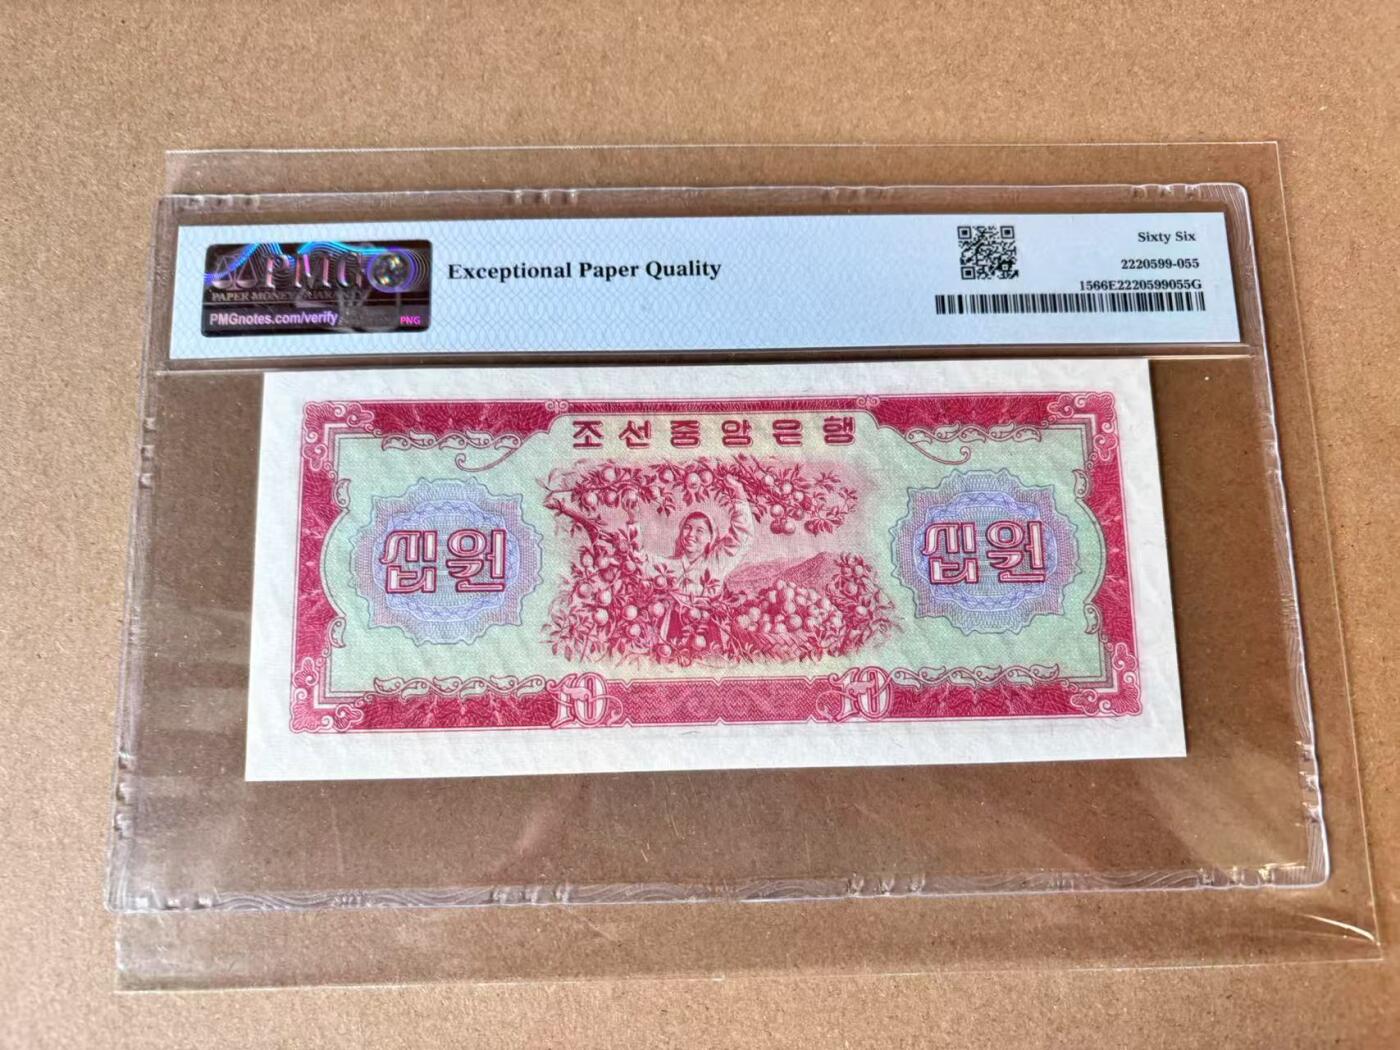 PMG
PAPER MONEY GUARANTY
PMGnotes.com/verify
PNG
Exceptional Paper Quality
Sixty Six
2220599-055
1566E2220599055G
조선중앙은행
십원
십원
10
10